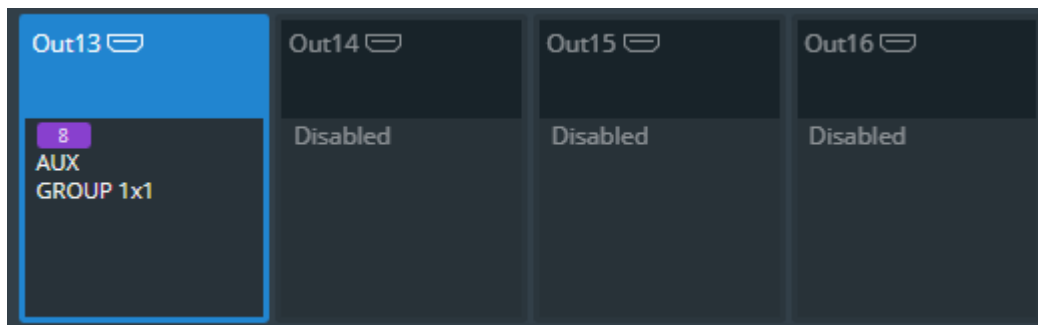 Out13
Out14
Out15
Out16
8
AUX
GROUP 1x1
Disabled
Disabled
Disabled